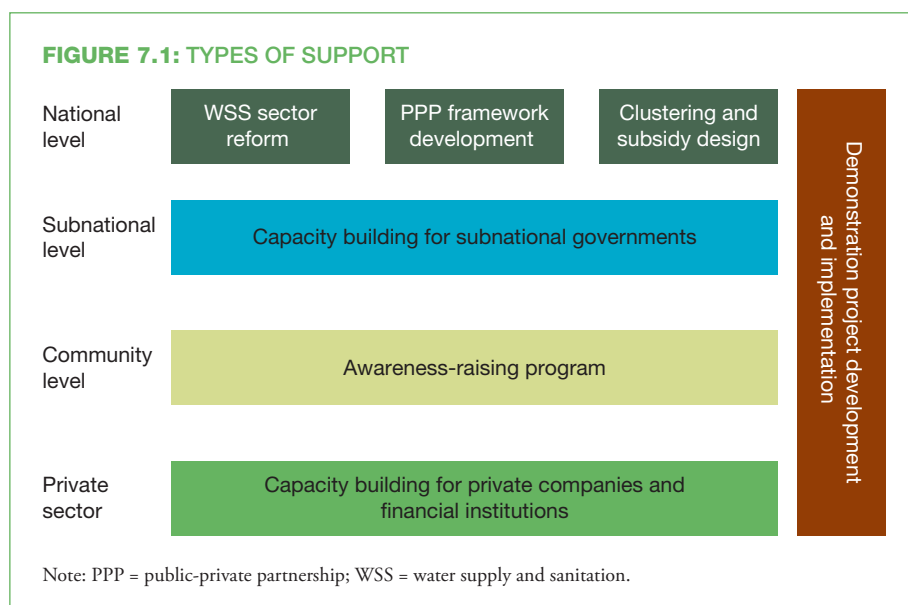 FIGURE 7.1: TYPES OF SUPPORT
National
level
WSS sector
reform
PPP framework
development
Clustering and
subsidy design
Subnational
level
Capacity building for subnational governments
Community
level
Awareness-raising program
Private
sector
Capacity building for private companies and
financial institutions
Demonstration project development
and implementation
Note: PPP = public-private partnership; WSS = water supply and sanitation.